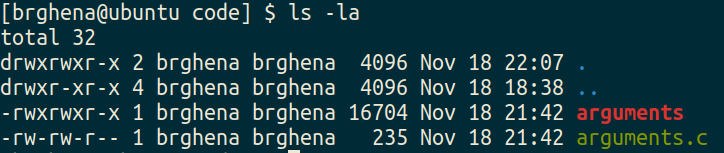 [brghena@ubuntu code] $ ls -la
total 32
drwxrwxr-x 2 brghena brghena  4096 Nov 18 22:07 .
drwxr-xr-x 4 brghena brghena  4096 Nov 18 18:38 ..
-rwxrwxr-x 1 brghena brghena 16704 Nov 18 21:42 arguments
-rw-rw-r-- 1 brghena brghena   235 Nov 18 21:42 arguments.c